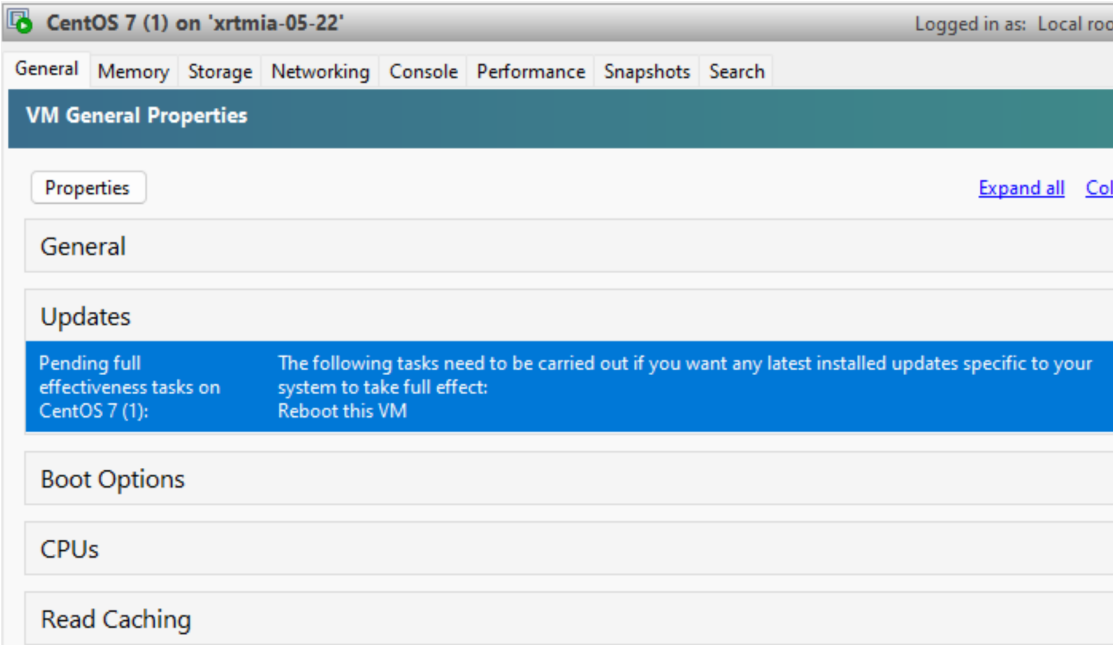 CentOS 7 (1) on 'xrtmia-05-22' Logged in as: Local roo
General Memory Storage Networking Console Performance Snapshots Search
VM General Properties
Properties Expand all Col
General
Updates
Pending full effectiveness tasks on CentOS 7 (1):
The following tasks need to be carried out if you want any latest installed updates specific to your
system to take full effect:
Reboot this VM
Boot Options
CPUs
Read Caching